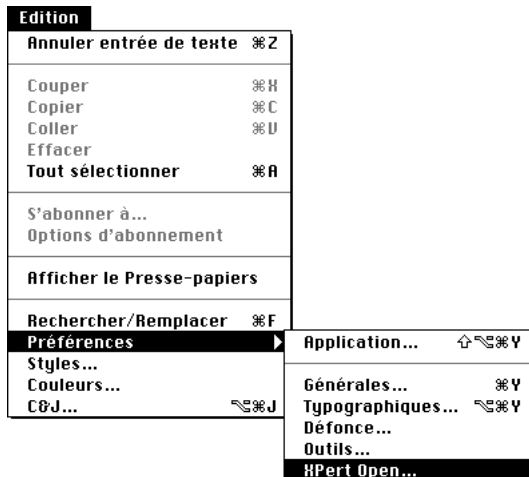 Edition
Annuler entrée de texte ⌘Z
Couper ⌘X
Copier ⌘C
Coller ⌘V
Effacer
Tout sélectionner ⌘A
S'abonner à...
Options d'abonnement
Afficher le Presse-papiers
Rechercher/Remplacer ⌘F
Préférences
Styles...
Couleurs...
C&J... ⌥⌘J
Application... ⇧⌥⌘Y
Générales... ⌘Y
Typographiques... ⌥⌘Y
Défonce...
Outils...
XPert Open...